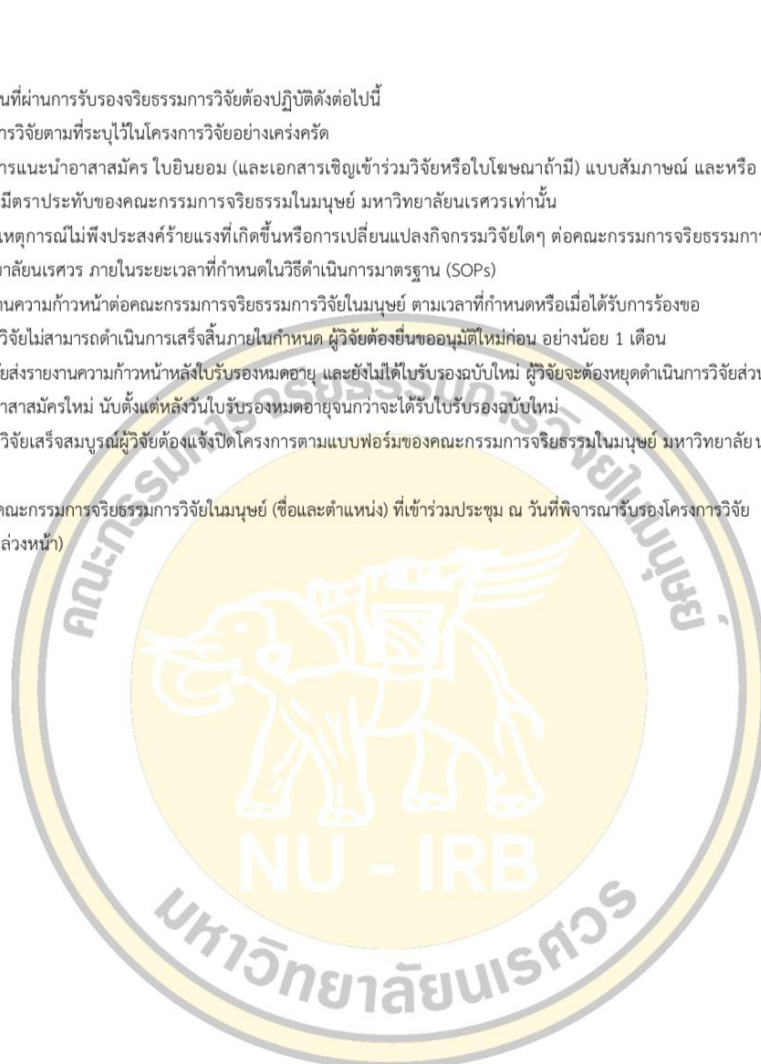 นที่ผ่านการรับรองจริยธรรมการวิจัยต้องปฏิบัติดังต่อไปนี้
ารวิจัยตามที่ระบุไว้ในโครงการวิจัยอย่างเคร่งครัด
ารแนะนำอาสาสมัคร ใบยินยอม (และเอกสารเชิญเข้าร่วมวิจัยหรือใบโฆษณาถ้ามี) แบบสัมภาษณ์ และหรือ
มีตราประทับของคณะกรรมการจริยธรรมในมนุษย์ มหาวิทยาลัยนเรศวรเท่านั้น
เหตุการณ์ไม่พึงประสงค์ร้ายแรงที่เกิดขึ้นหรือการเปลี่ยนแปลงกิจกรรมวิจัยใดๆ ต่อคณะกรรมการจริยธรรมการ
ยาลัยนเรศวร ภายในระยะเวลาที่กำหนดในวิธีดำเนินการมาตรฐาน (SOPs)
านความก้าวหน้าต่อคณะกรรมการจริยธรรมการวิจัยในมนุษย์ ตามเวลาที่กำหนดหรือเมื่อได้รับการร้องขอ
วิจัยไม่สามารถดำเนินการเสร็จสิ้นภายในกำหนด ผู้วิจัยต้องยื่นขออนุมัติใหม่ก่อน อย่างน้อย 1 เดือน
ัยส่งรายงานความก้าวหน้าหลังใบรับรองหมดอายุ และยังไม่ได้ใบรับรองฉบับใหม่ ผู้วิจัยจะต้องหยุดดำเนินการวิจัยส่วน
าสาสมัครใหม่ นับตั้งแต่หลังวันใบรับรองหมดอายุจนกว่าจะได้รับใบรับรองฉบับใหม่
วิจัยเสร็จสมบูรณ์ผู้วิจัยต้องแจ้งปิดโครงการตามแบบฟอร์มของคณะกรรมการจริยธรรมในมนุษย์ มหาวิทยาลัยน
คณะกรรมการจริยธรรมการวิจัยในมนุษย์ (ชื่อและตำแหน่ง) ที่เข้าร่วมประชุม ณ วันที่พิจารณารับรองโครงการวิจัย
ล่วงหน้า)
คณะกรรมการจริยธรรมการวิจัยในมนุษย์
NU - IRB
มหาวิทยาลัยนเรศวร